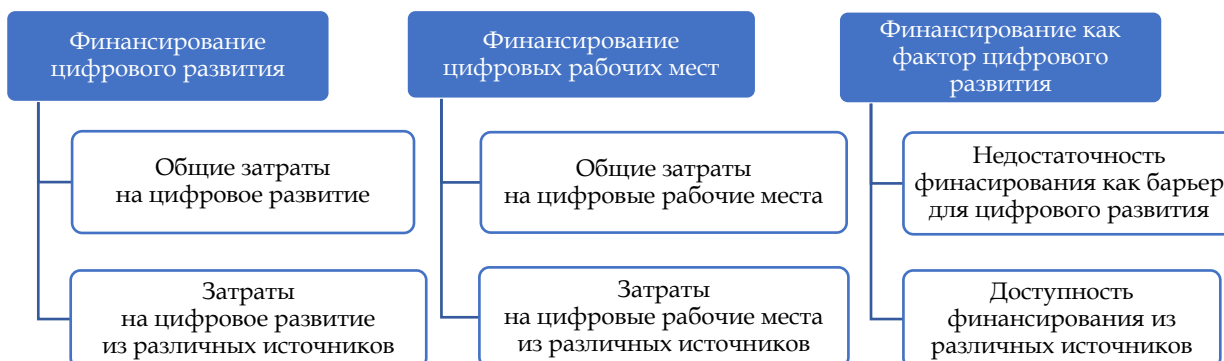 Финансирование
цифрового развития
Общие затраты
на цифровое развитие
Затраты
на цифровое развитие
из различных источников
Финансирование
цифровых рабочих мест
Общие затраты
на цифровые рабочие места
Затраты
на цифровые рабочие места
из различных источников
Финансирование как
фактор цифрового
развития
Недостаточность
финасирования как барьер
для цифрового развития
Доступность
финансирования из
различных источников